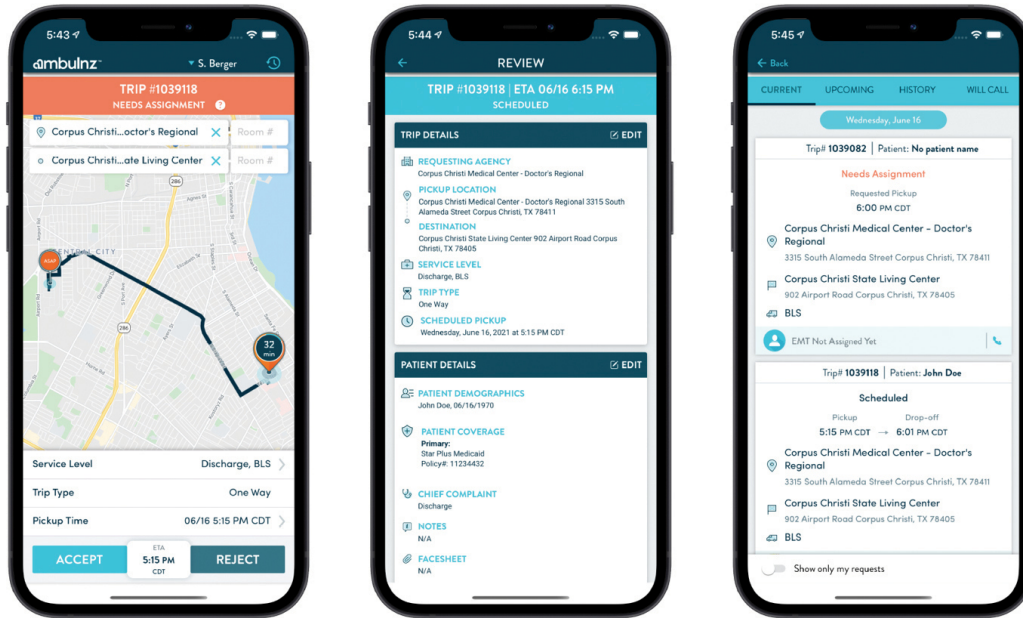 5:43
ambulnz™
S. Berger
TRIP #1039118
NEEDS ASSIGNMENT ?
Corpus Christi...octor's Regional
Room #
Corpus Christi...ate Living Center
Room #
286
Agnes St
Airport Rd
CENTRAL CITY
ASAP
286
32
min
Service Level
Discharge, BLS
Trip Type
One Way
Pickup Time
06/16 5:15 PM CDT
ACCEPT
ETA
5:15 PM
CDT
REJECT
5:44
REVIEW
TRIP #1039118 | ETA 06/16 6:15 PM
SCHEDULED
TRIP DETAILS
EDIT
REQUESTING AGENCY
Corpus Christi Medical Center - Doctor's Regional
PICKUP LOCATION
Corpus Christi Medical Center - Doctor's Regional 3315 South
Alameda Street Corpus Christi, TX 78411
DESTINATION
Corpus Christi State Living Center 902 Airport Road Corpus
Christi, TX 78405
SERVICE LEVEL
Discharge, BLS
TRIP TYPE
One Way
SCHEDULED PICKUP
Wednesday, June 16, 2021 at 5:15 PM CDT
PATIENT DETAILS
EDIT
PATIENT DEMOGRAPHICS
John Doe, 06/16/1970
PATIENT COVERAGE
Primary:
Star Plus Medicaid
Policy#: 11234432
CHIEF COMPLAINT
Discharge
NOTES
N/A
FACESHEET
N/A
5:45
Back
CURRENT
UPCOMING
HISTORY
WILL CALL
Wednesday, June 16
Trip# 1039082 | Patient: No patient name
Needs Assignment
Requested Pickup
6:00 PM CDT
Corpus Christi Medical Center - Doctor's
Regional
3315 South Alameda Street Corpus Christi, TX 78411
Corpus Christi State Living Center
902 Airport Road Corpus Christi, TX 78405
BLS
EMT Not Assigned Yet
Trip# 1039118 | Patient: John Doe
Scheduled
Pickup
Drop-off
5:15 PM CDT → 6:01 PM CDT
Corpus Christi Medical Center - Doctor's
Regional
3315 South Alameda Street Corpus Christi, TX 78411
Corpus Christi State Living Center
902 Airport Road Corpus Christi, TX 78405
BLS
Show only my requests